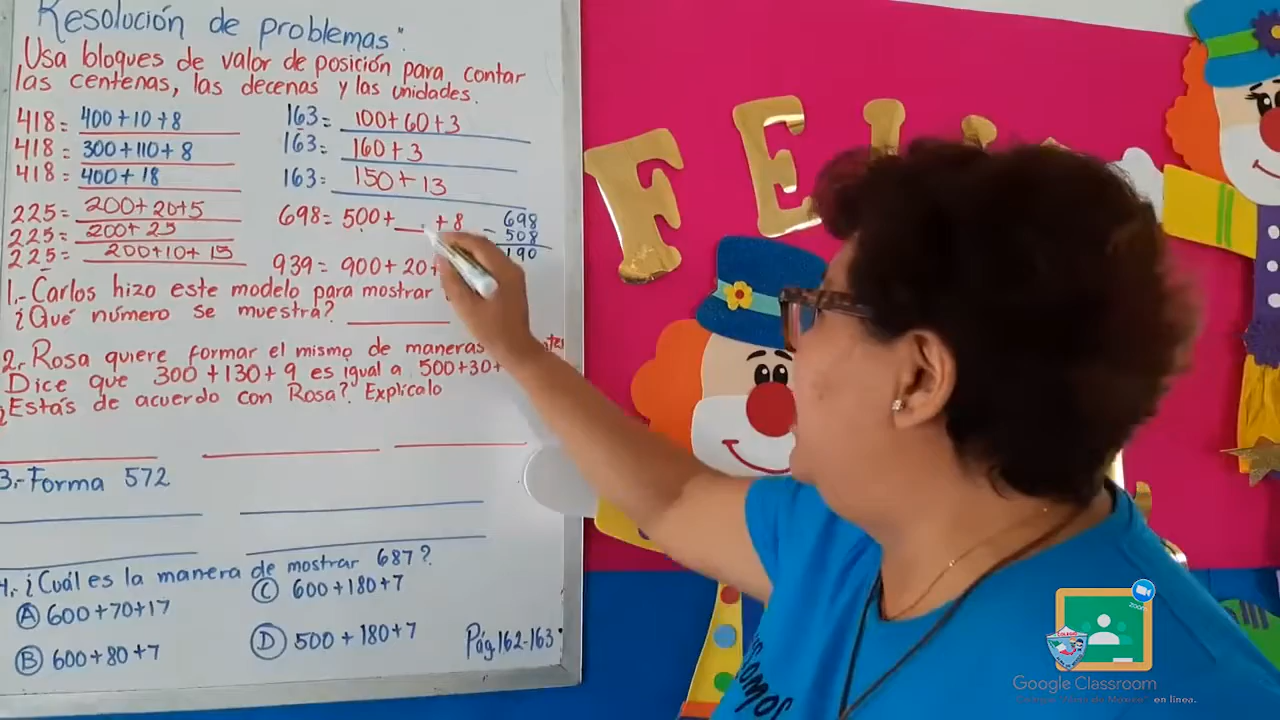 Resolución de problemas".
Usa bloques de valor de posición para contar
las centenas, las decenas y las unidades.
418= 400+10+8
418= 300+110+8
418= 400+18
225= 200+20+5
225= 200+25
225= 200+10+15
163= 100+60+3
163= 160+3
163= 150+13
698= 500+___+8
- 698
508
190
939= 900+20+
1.- Carlos hizo este modelo para mostrar
¿Qué número se muestra?
2.- Rosa quiere formar el mismo de maneras
Dice que 300+130+9 es igual a 500+30+
¿Estás de acuerdo con Rosa?. Explícalo
3.- Forma 572
4.- ¿Cuál es la manera de mostrar 687?
A 600+70+17
B 600+80+7
C 600+180+7
D 500+180+7
Pág.162-163
FE
zoom
Google Classroom
en línea.